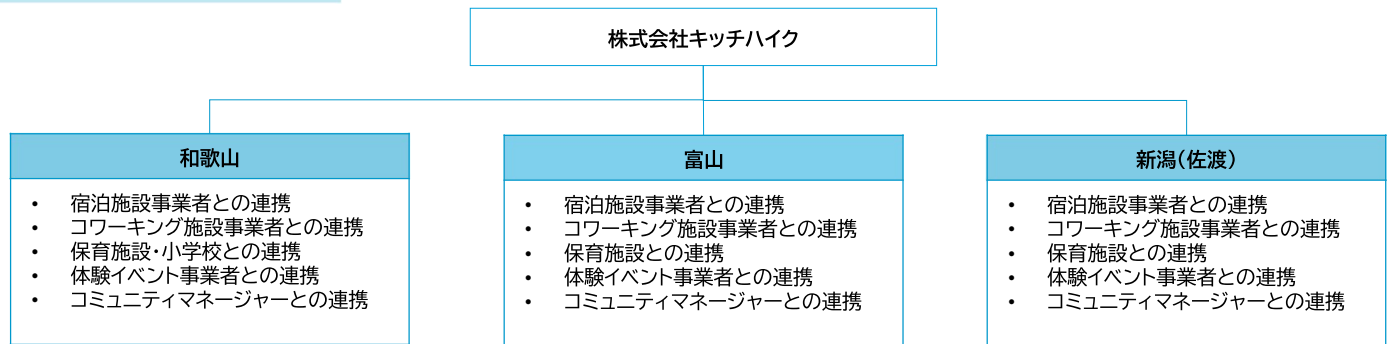 株式会社キッチハイク
和歌山
• 宿泊施設事業者との連携
• コワーキング施設事業者との連携
• 保育施設・小学校との連携
• 体験イベント事業者との連携
• コミュニティマネージャーとの連携
富山
• 宿泊施設事業者との連携
• コワーキング施設事業者との連携
• 保育施設との連携
• 体験イベント事業者との連携
• コミュニティマネージャーとの連携
新潟(佐渡)
• 宿泊施設事業者との連携
• コワーキング施設事業者との連携
• 保育施設との連携
• 体験イベント事業者との連携
• コミュニティマネージャーとの連携